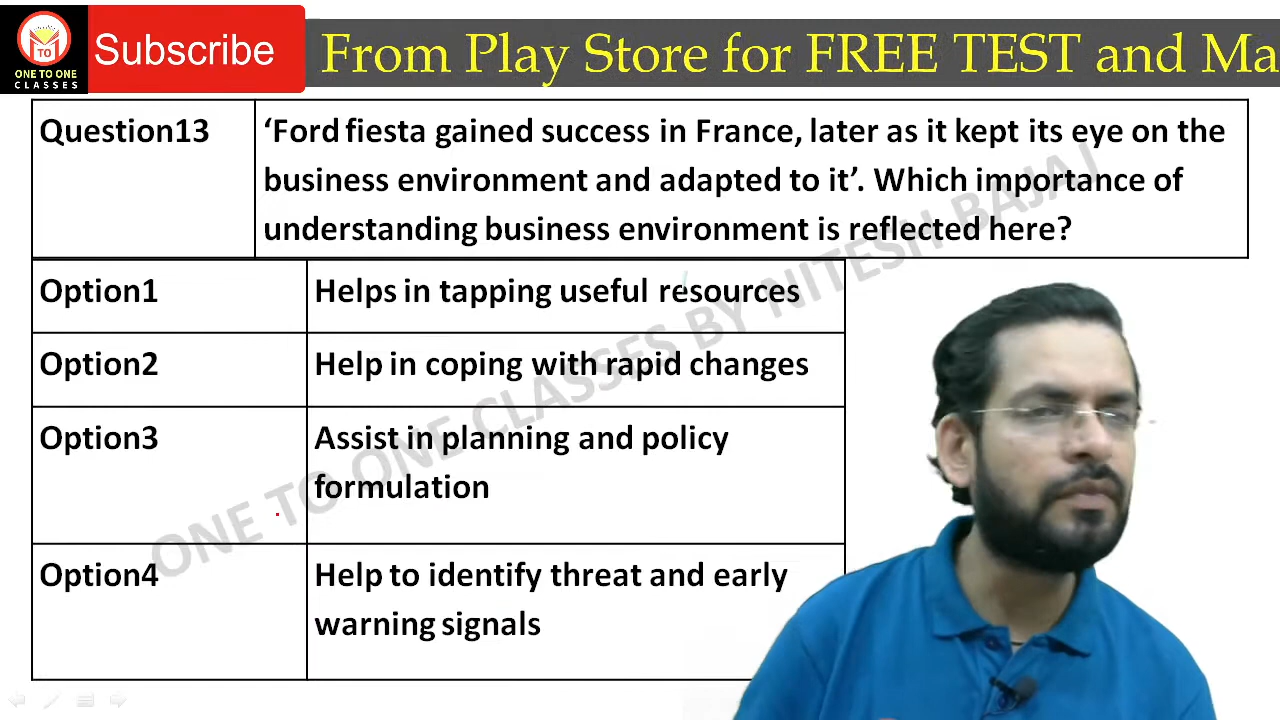 TO
ONE TO ONE
CLASSES
Subscribe
From Play Store for FREE TEST and Ma
Question13
‘Ford fiesta gained success in France, later as it kept its eye on the
business environment and adapted to it’. Which importance of
understanding business environment is reflected here?
Option1
Helps in tapping useful resources
Option2
Help in coping with rapid changes
Option3
Assist in planning and policy
formulation
Option4
Help to identify threat and early
warning signals
ONE TO ONE CLASSES BY NITESH BAJAJ